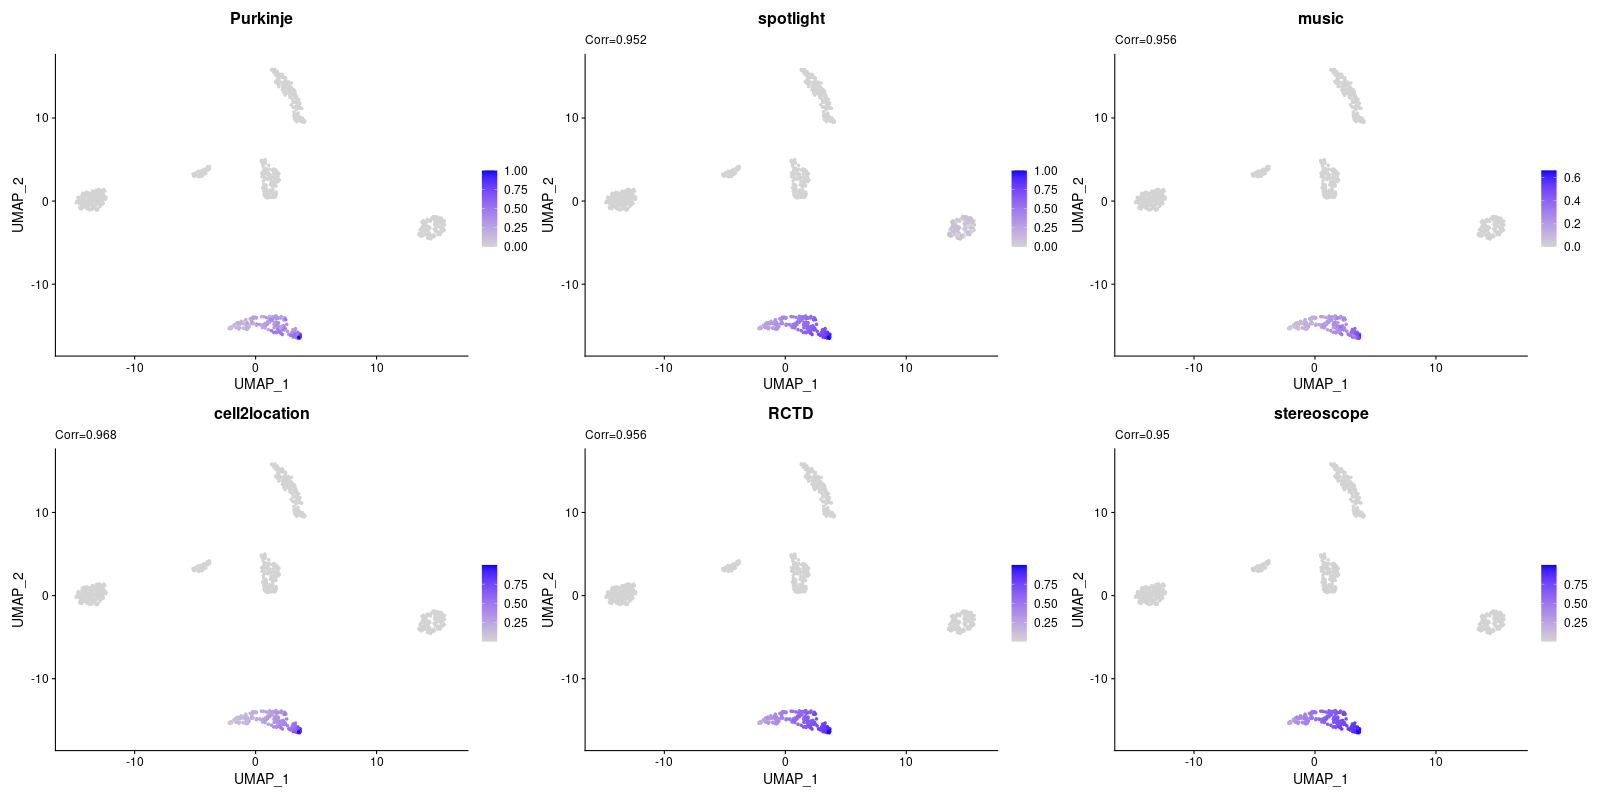 Purkinje
10
0
-10
-10
0
10
UMAP_1
UMAP_2
1.00
0.75
0.50
0.25
0.00
spotlight
Corr=0.952
10
0
-10
-10
0
10
UMAP_1
UMAP_2
1.00
0.75
0.50
0.25
0.00
music
Corr=0.956
10
0
-10
-10
0
10
UMAP_1
UMAP_2
0.6
0.4
0.2
0.0
cell2location
Corr=0.968
10
0
-10
-10
0
10
UMAP_1
UMAP_2
0.75
0.50
0.25
RCTD
Corr=0.956
10
0
-10
-10
0
10
UMAP_1
UMAP_2
0.75
0.50
0.25
stereoscope
Corr=0.95
10
0
-10
-10
0
10
UMAP_1
UMAP_2
0.75
0.50
0.25